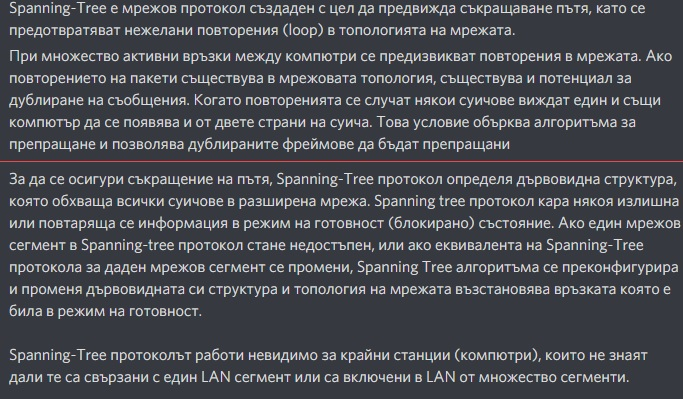 Spanning-Tree е мрежов протокол създаден с цел да предвижда съкращаване пътя, като се
предотвратяват нежелани повторения (loop) в топологията на мрежата.
При множество активни връзки между компютри се предизвикват повторения в мрежата. Ако
повторението на пакети съществува в мрежовата топология, съществува и потенциал за
дублиране на съобщения. Когато повторенията се случат някои суичове виждат един и същи
компютър да се появява и от двете страни на суича. Това условие обърква алгоритъма за
препращане и позволява дублираните фреймове да бъдат препращани
За да се осигури съкращение на пътя, Spanning-Tree протокол определя дървовидна структура,
която обхваща всички суичове в разширена мрежа. Spanning tree протокол кара някоя излишна
или повтаряща се информация в режим на готовност (блокирано) състояние. Ако един мрежов
сегмент в Spanning-tree протокол стане недостъпен, или ако еквивалента на Spanning-Tree
протокола за даден мрежов сегмент се промени, Spanning Tree алгоритъма се преконфигурира
и променя дървовидната си структура и топология на мрежата възстановява връзката която е
била в режим на готовност.
Spanning-Tree протоколът работи невидимо за крайни станции (компютри), които не знаят
дали те са свързани с един LAN сегмент или са включени в LAN от множество сегменти.